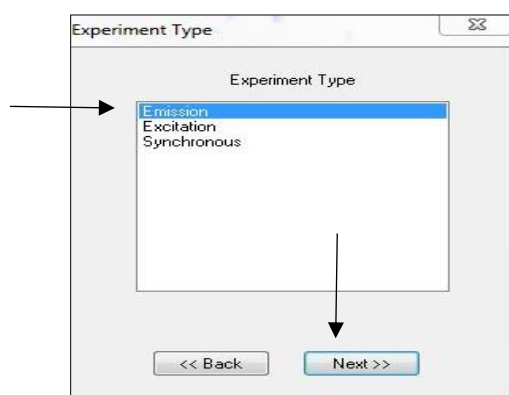 Experiment Type
Experiment Type
Emission
Excitation
Synchronous
<< Back Next >>